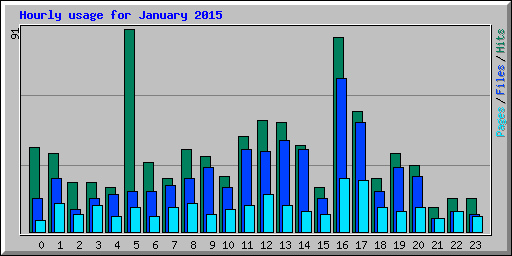 Hourly usage for January 2015
91
Pages / Files / Hits
0 1 2 3 4 5 6 7 8 9 10 11 12 13 14 15 16 17 18 19 20 21 22 23